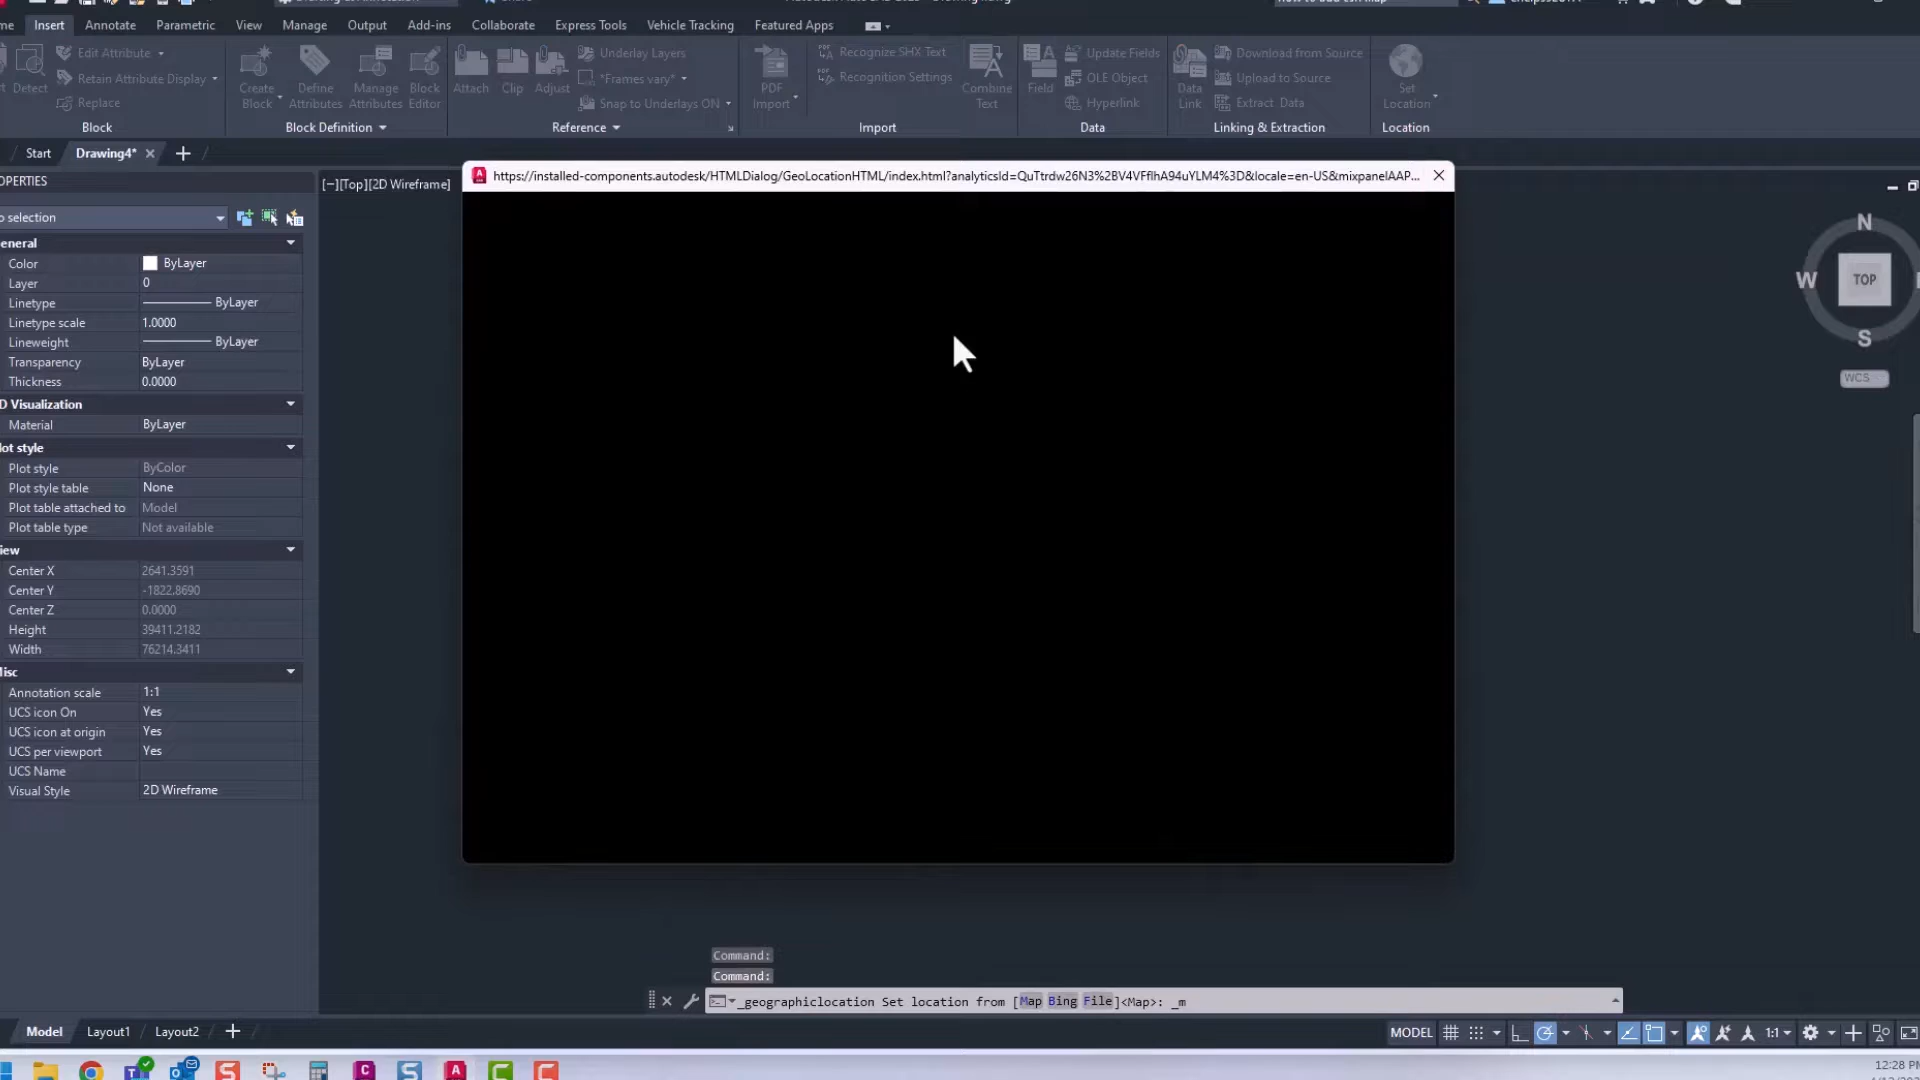 Insert Annotate Parametric View Manage Output Add-ins Collaborate Express Tools Vehicle Tracking Featured Apps
Detect
Edit Attribute
Retain Attribute Display
Replace
Block
Create
Block
Define
Attributes
Manage
Attributes
Block
Editor
Block Definition
Attach Clip Adjust
Underlay Layers
*Frames vary*
Snap to Underlays ON
Reference
PDF
Import
Recognize SHX Text
Recognition Settings
Combine
Text
Import
Field
Update Fields
OLE Object
Hyperlink
Data
Data
Link
Download from Source
Upload to Source
Extract Data
Linking & Extraction
Set
Location
Location
Start Drawing4*
[−][Top][2D Wireframe]
https://installed-components.autodesk/HTMLDialog/GeoLocationHTML/index.html?analyticsId=QuTtrdw26N3%2BV4VFflhA94uYLM4%3D&locale=en-US&mixpanelAAP...
N
W
TOP
S
WCS
ROPERTIES
o selection
eneral
Color ByLayer
Layer 0
Linetype ByLayer
Linetype scale 1.0000
Lineweight ByLayer
Transparency ByLayer
Thickness 0.0000
D Visualization
Material ByLayer
lot style
Plot style ByColor
Plot style table None
Plot table attached to Model
Plot table type Not available
iew
Center X 2641.3591
Center Y -1822.8690
Center Z 0.0000
Height 39411.2182
Width 76214.3411
isc
Annotation scale 1:1
UCS icon On Yes
UCS icon at origin Yes
UCS per viewport Yes
UCS Name
Visual Style 2D Wireframe
Command:
Command:
_geographiclocation Set location from [Map Bing File]<Map>: _m
Model Layout1 Layout2
MODEL 1:1
12:28 PM